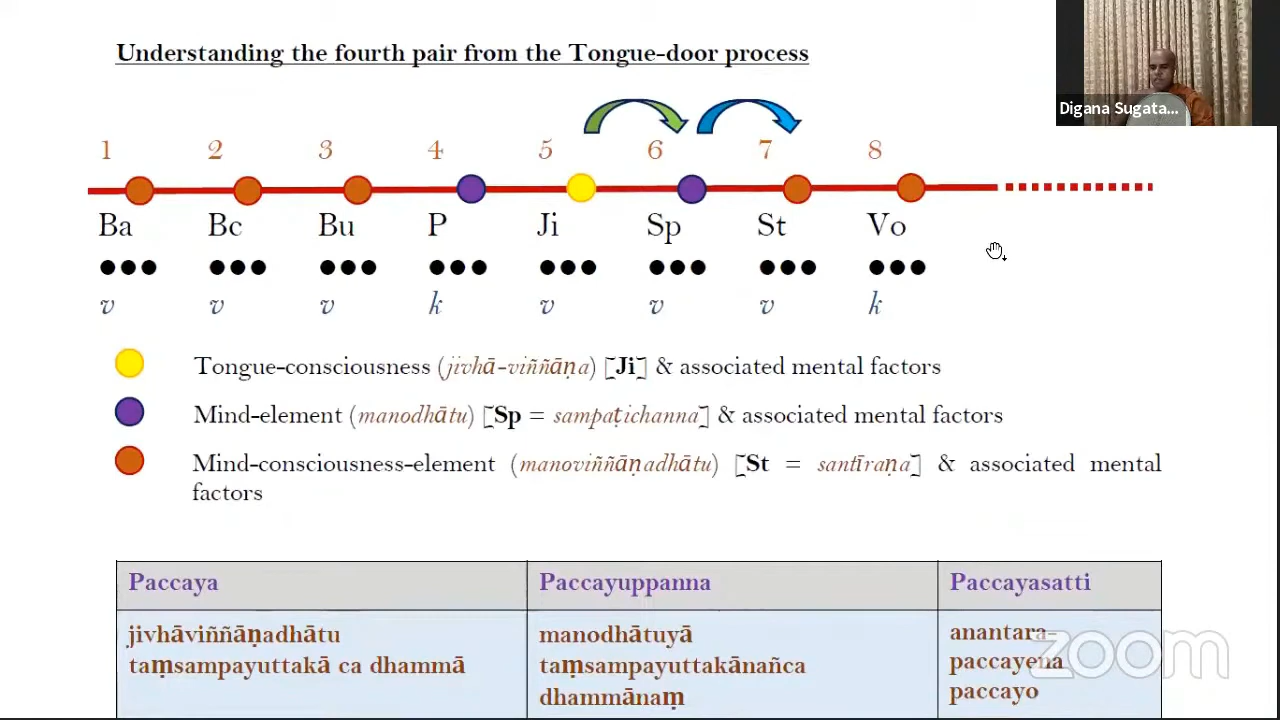 Understanding the fourth pair from the Tongue-door process
Digana Sugata...
1 2 3 4 5 6 7 8
Ba Bc Bu P Ji Sp St Vo
v v v k v v v k
Tongue-consciousness (jivhā-viññāṇa) [Ji] & associated mental factors
Mind-element (manodhātu) [Sp = sampaṭichanna] & associated mental factors
Mind-consciousness-element (manoviññāṇadhātu) [St = santīraṇa] & associated mental
factors
Paccaya Paccayuppanna Paccayasatti
jivhāviññāṇadhātu
taṃsampayuttakā ca dhammā
manodhātuyā
taṃsampayuttakānañca
dhammānaṃ
anantara-
paccayena
paccayo
zoom